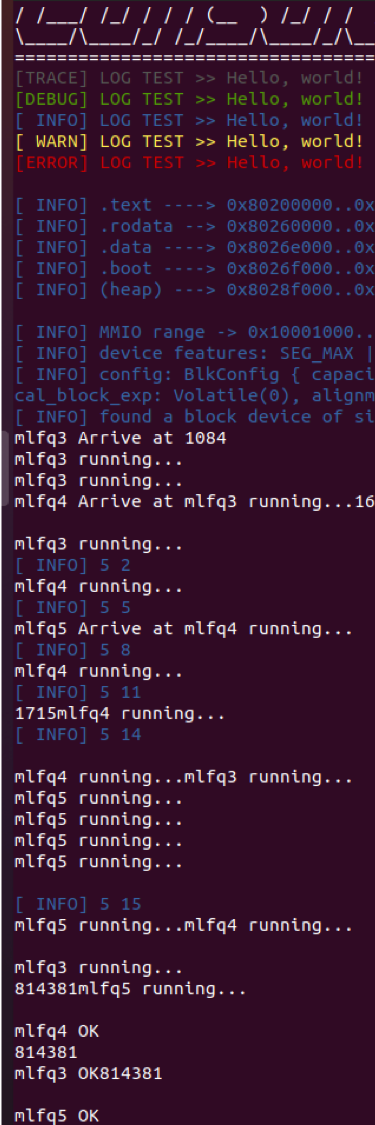 [TRACE] LOG TEST >> Hello, world!
[DEBUG] LOG TEST >> Hello, world!
[ INFO] LOG TEST >> Hello, world!
[ WARN] LOG TEST >> Hello, world!
[ERROR] LOG TEST >> Hello, world!
[ INFO] .text ----> 0x80200000..0x
[ INFO] .rodata --> 0x80260000..0x
[ INFO] .data ----> 0x8026e000..0x
[ INFO] .boot ----> 0x8026f000..0x
[ INFO] (heap) ---> 0x8028f000..0x
[ INFO] MMIO range -> 0x10001000..
[ INFO] device features: SEG_MAX |
[ INFO] config: BlkConfig { capaci
cal_block_exp: Volatile(0), alignm
[ INFO] found a block device of si
mlfq3 Arrive at 1084
mlfq3 running...
mlfq3 running...
mlfq4 Arrive at mlfq3 running...16
mlfq3 running...
[ INFO] 5 2
mlfq4 running...
[ INFO] 5 5
mlfq5 Arrive at mlfq4 running...
[ INFO] 5 8
mlfq4 running...
[ INFO] 5 11
1715mlfq4 running...
[ INFO] 5 14
mlfq4 running...mlfq3 running...
mlfq5 running...
mlfq5 running...
mlfq5 running...
mlfq5 running...
[ INFO] 5 15
mlfq5 running...mlfq4 running...
mlfq3 running...
814381mlfq5 running...
mlfq4 OK
814381
mlfq3 OK814381
mlfq5 OK